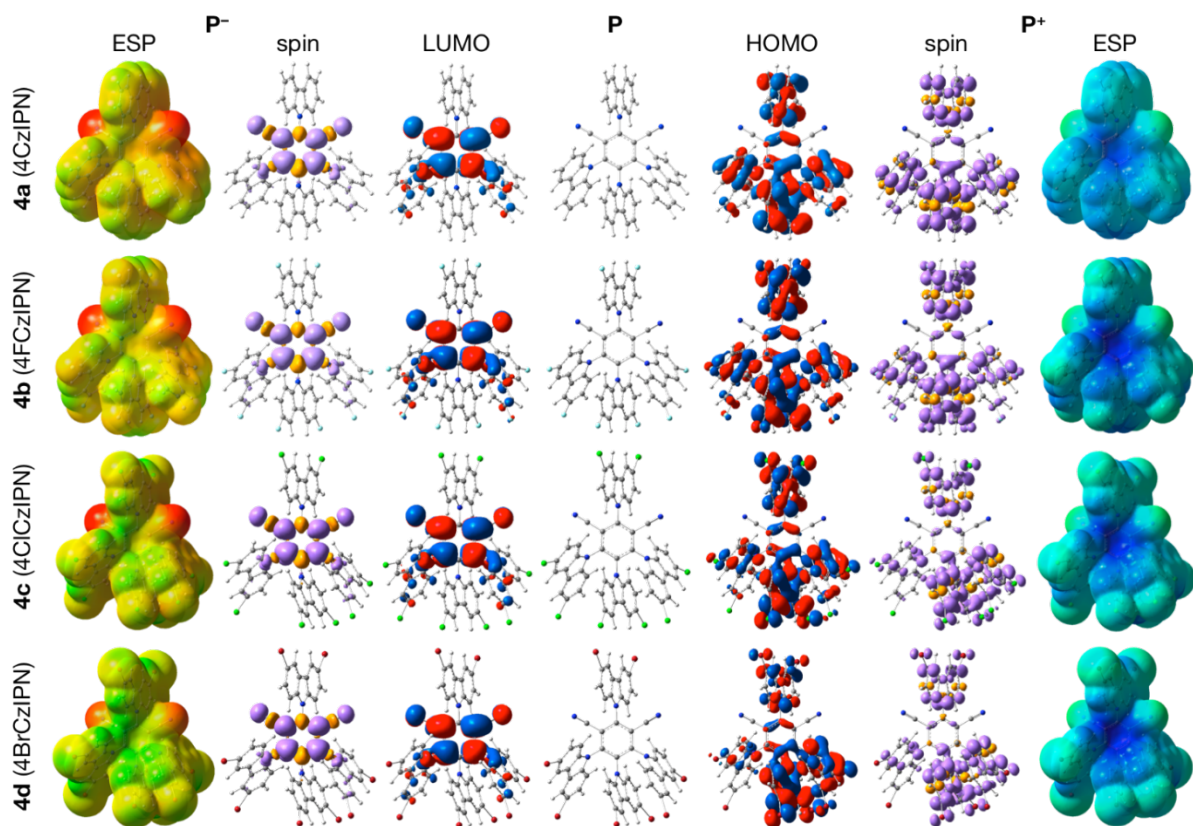 P⁻ P P⁺
ESP spin LUMO HOMO spin ESP
4a (4CzIPN)
4b (4FCzIPN)
4c (4ClCzIPN)
4d (4BrCzIPN)